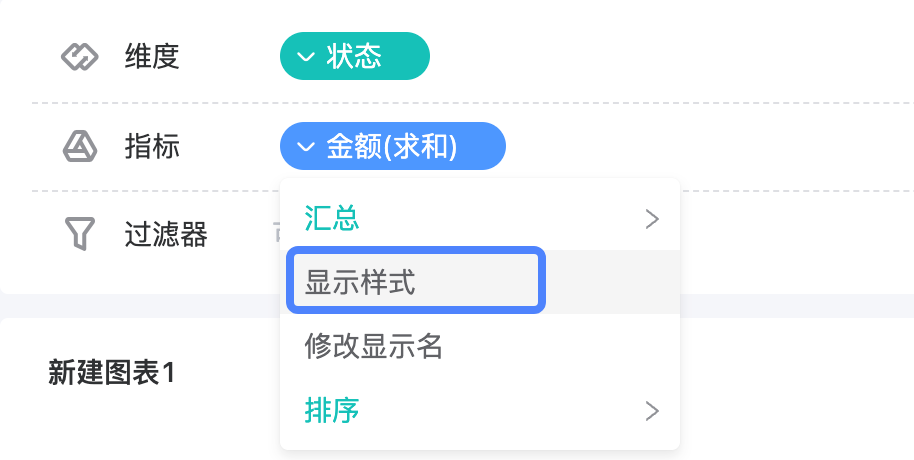 维度
状态
指标
金额(求和)
过滤器
汇总
显示样式
修改显示名
排序
新建图表1